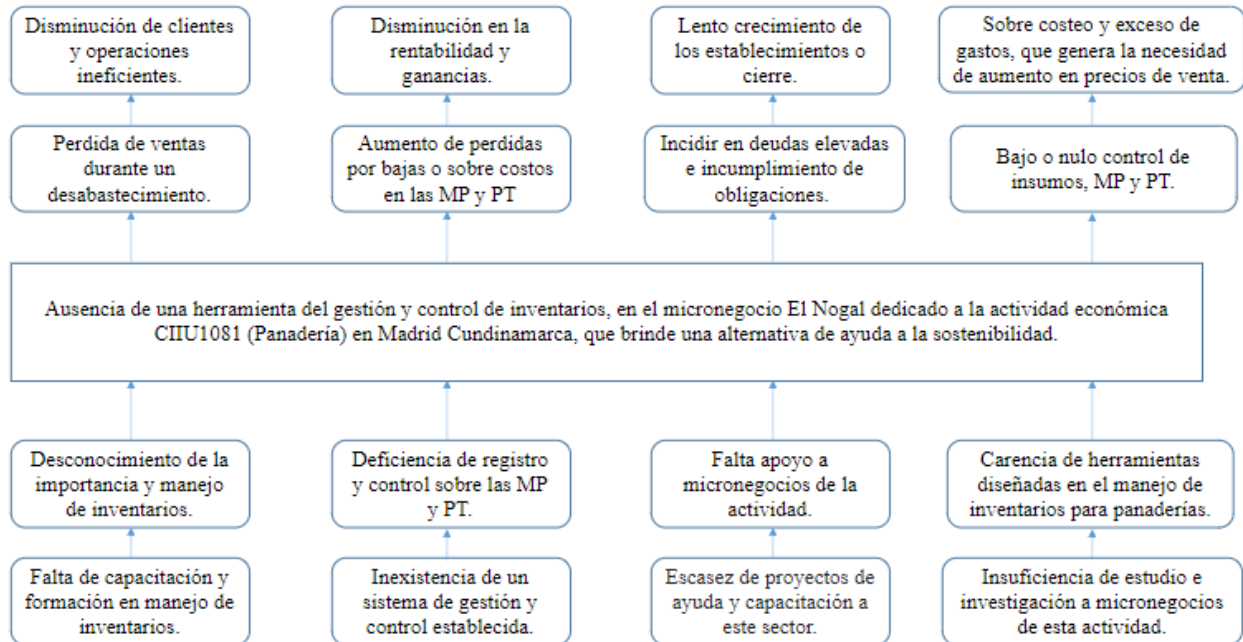 Disminución de clientes
y operaciones
ineficientes.
Disminución en la
rentabilidad y
ganancias.
Lento crecimiento de
los establecimientos o
cierre.
Sobre costeo y exceso de
gastos, que genera la necesidad
de aumento en precios de venta.
Perdida de ventas
durante un
desabastecimiento.
Aumento de perdidas
por bajas o sobre costos
en las MP y PT
Incidir en deudas elevadas
e incumplimiento de
obligaciones.
Bajo o nulo control de
insumos, MP y PT.
Ausencia de una herramienta del gestión y control de inventarios, en el micronegocio El Nogal dedicado a la actividad económica
CIIU1081 (Panadería) en Madrid Cundinamarca, que brinde una alternativa de ayuda a la sostenibilidad.
Desconocimiento de la
importancia y manejo
de inventarios.
Deficiencia de registro
y control sobre las MP
y PT.
Falta apoyo a
micronegocios de la
actividad.
Carencia de herramientas
diseñadas en el manejo de
inventarios para panaderías.
Falta de capacitación y
formación en manejo de
inventarios.
Inexistencia de un
sistema de gestión y
control establecida.
Escasez de proyectos de
ayuda y capacitación a
este sector.
Insuficiencia de estudio e
investigación a micronegocios
de esta actividad.